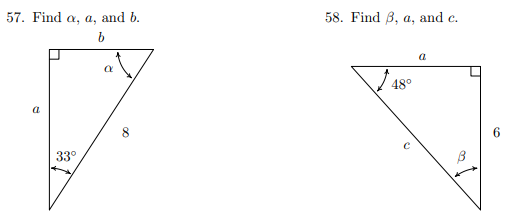 57. Find α, a, and b.
b
α
a
8
33°
58. Find β, a, and c.
a
48°
6
c
β